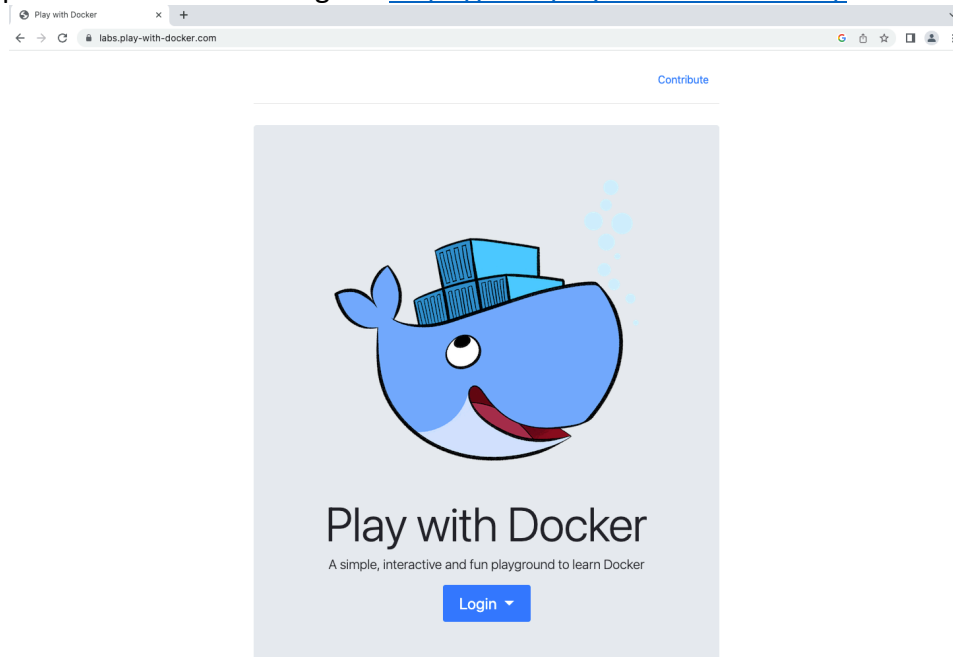 Play with Docker
labs.play-with-docker.com
Contribute
Play with Docker
A simple, interactive and fun playground to learn Docker
Login